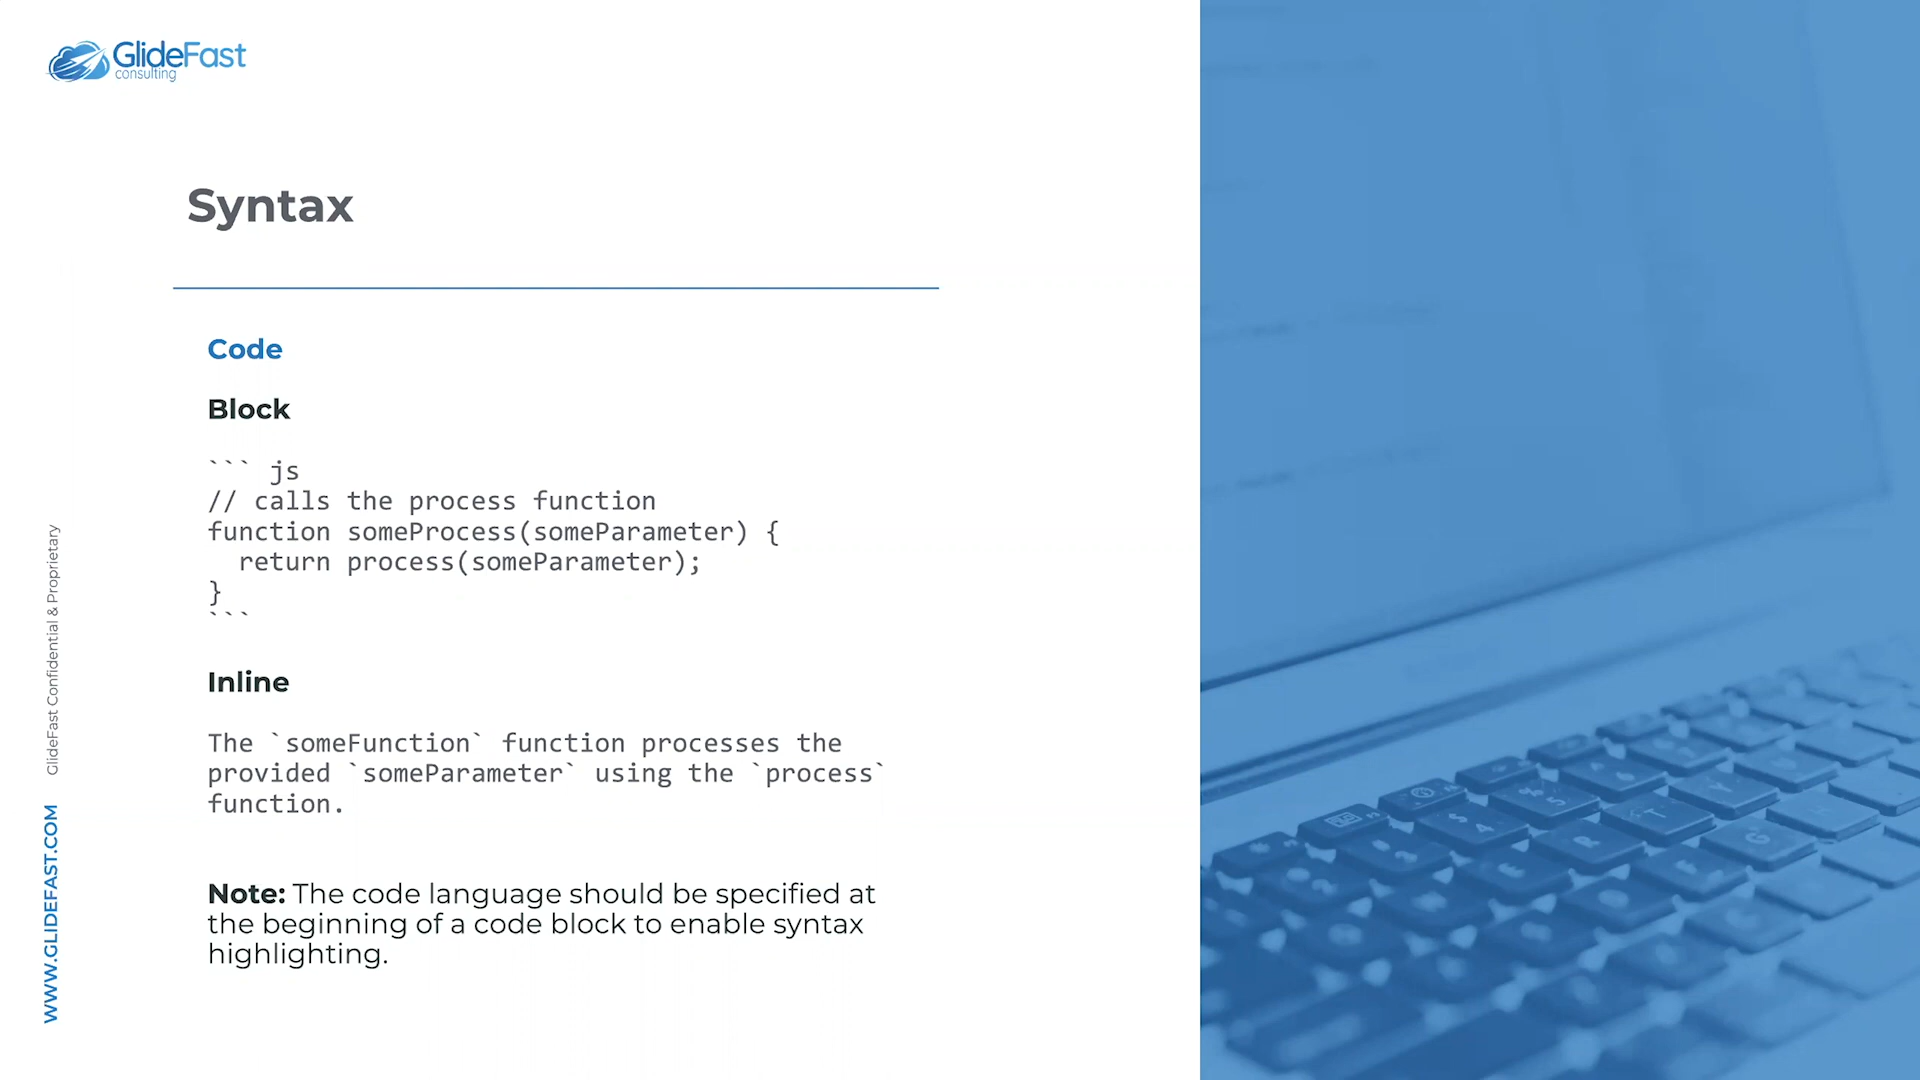 GlideFast
consulting
Syntax
Code
Block
``` js
// calls the process function
function someProcess(someParameter) {
  return process(someParameter);
}
```
Inline
The `someFunction` function processes the
provided `someParameter` using the `process`
function.
Note: The code language should be specified at
the beginning of a code block to enable syntax
highlighting.
GlideFast Confidential & Proprietary
WWW.GLIDEFAST.COM